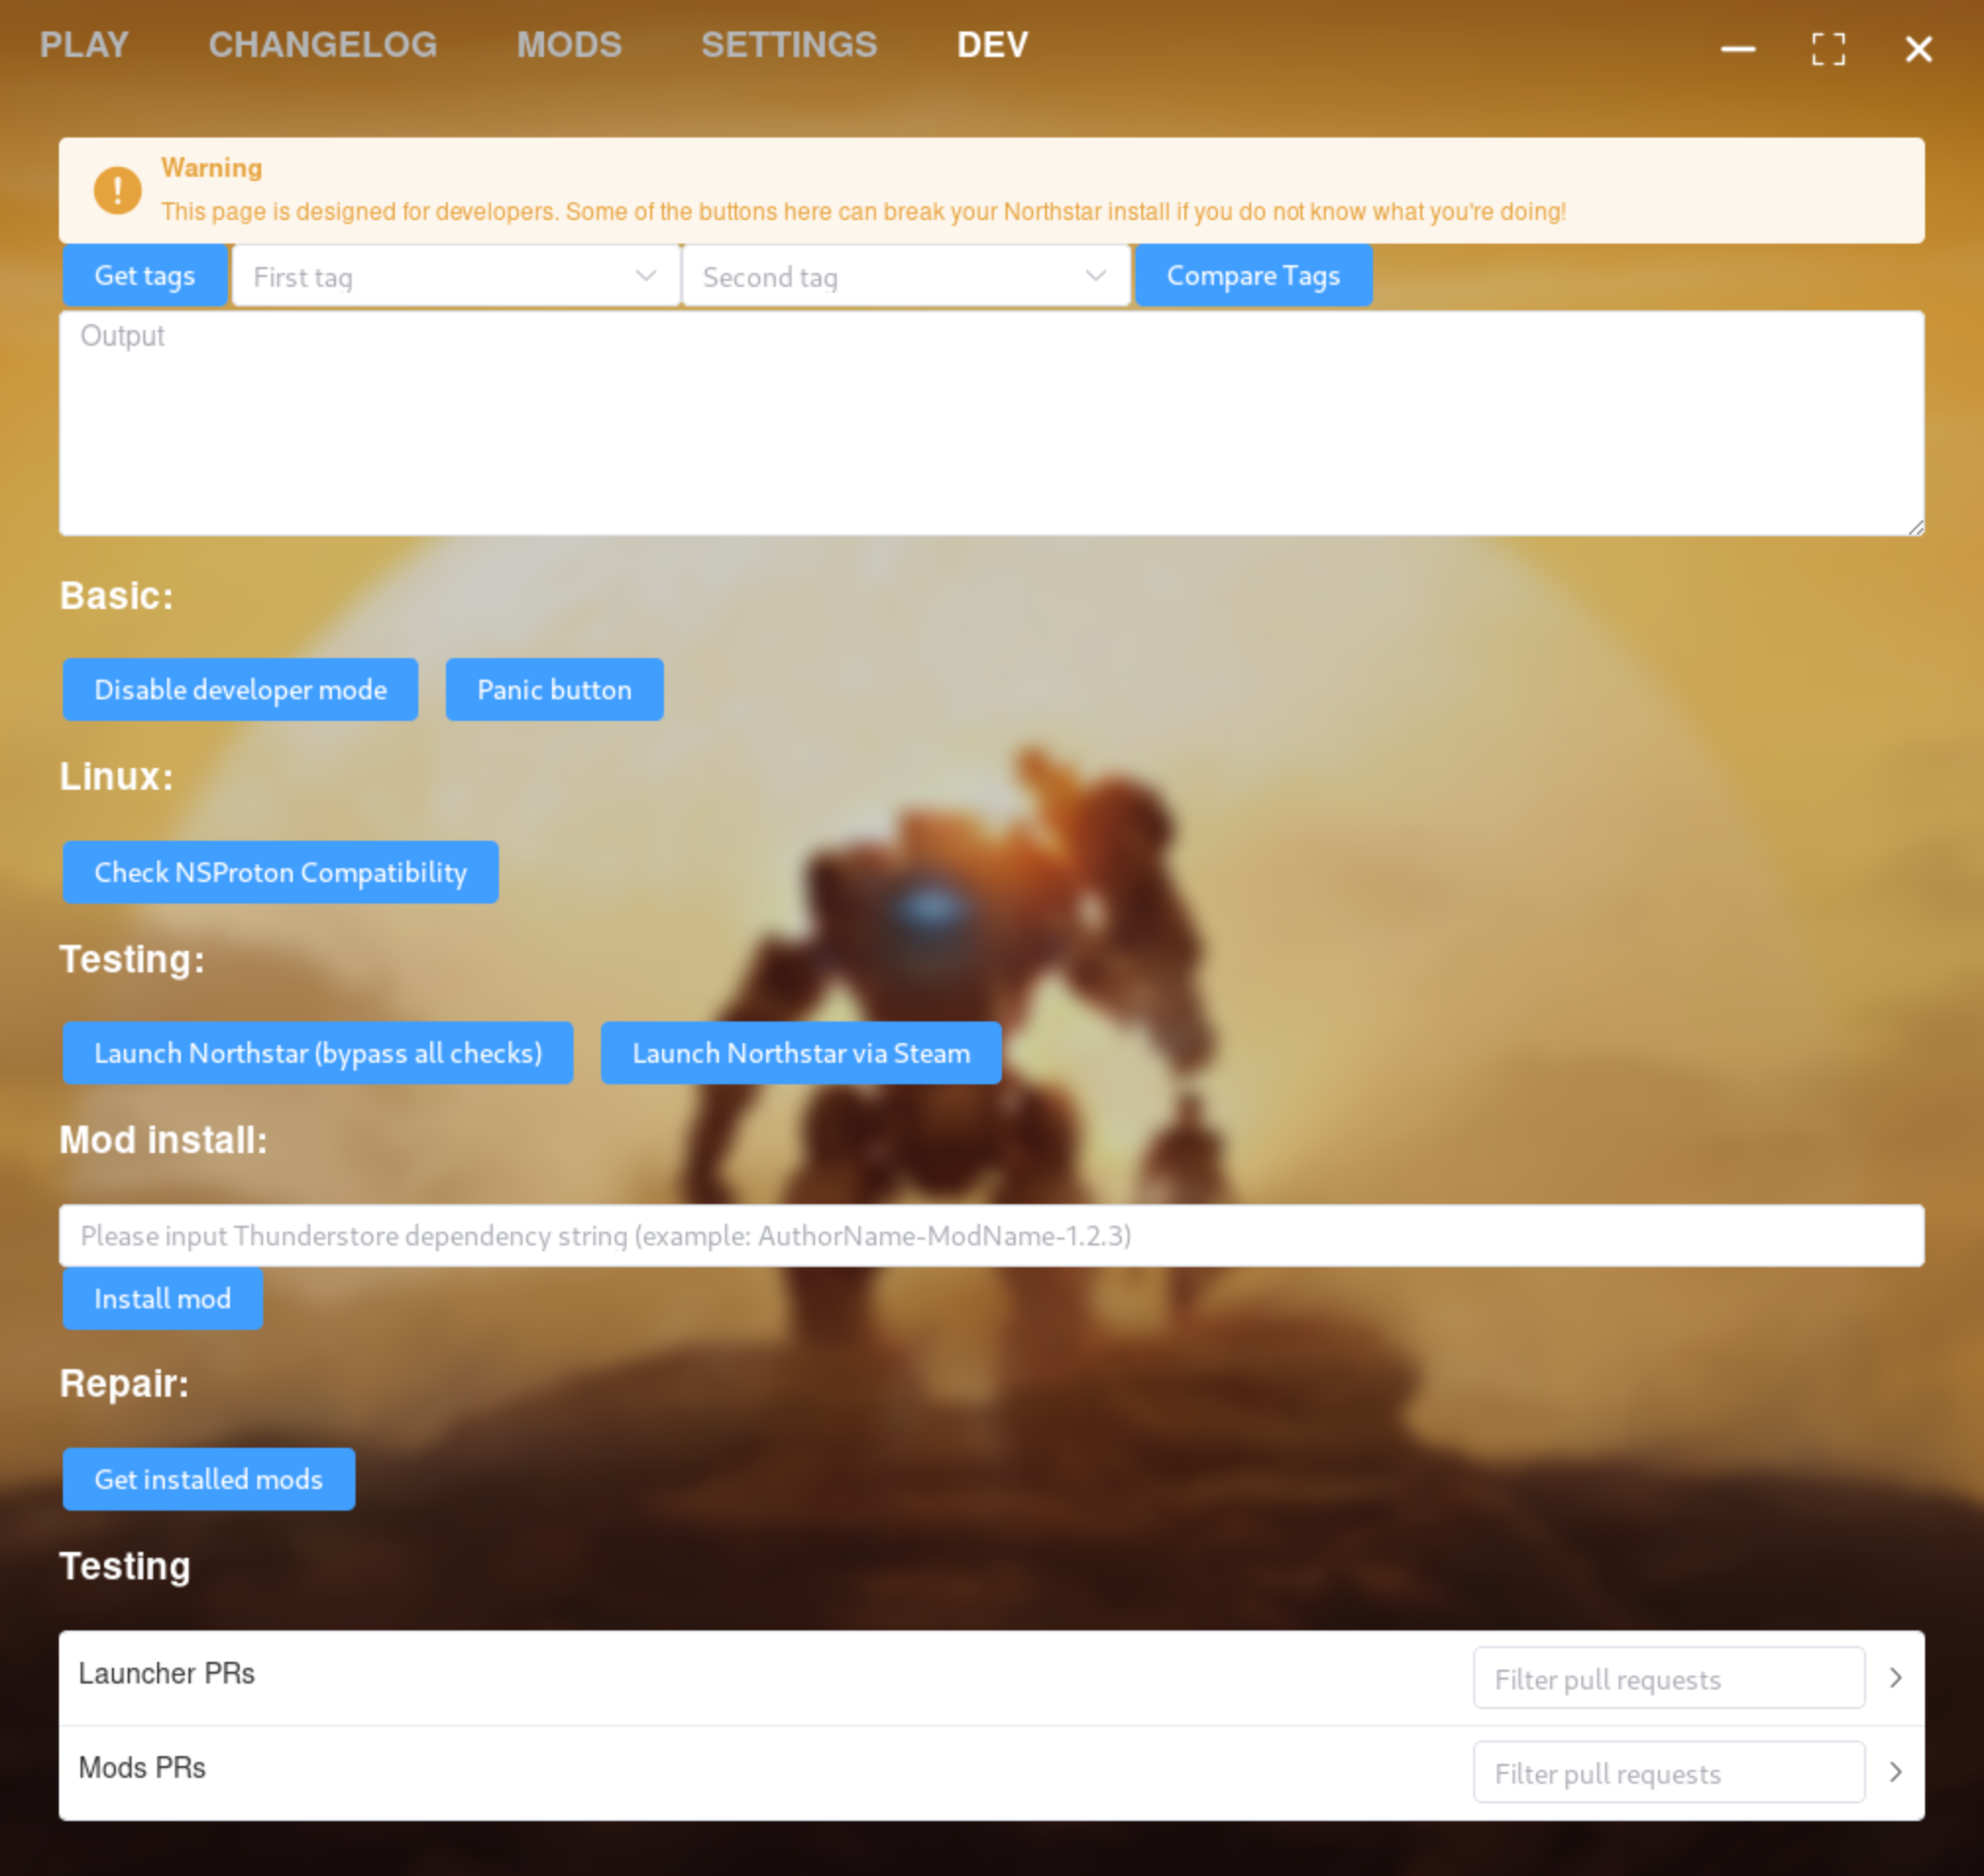 PLAY CHANGELOG MODS SETTINGS DEV
Warning
This page is designed for developers. Some of the buttons here can break your Northstar install if you do not know what you're doing!
Get tags First tag Second tag Compare Tags
Output
Basic:
Disable developer mode Panic button
Linux:
Check NSProton Compatibility
Testing:
Launch Northstar (bypass all checks) Launch Northstar via Steam
Mod install:
Please input Thunderstore dependency string (example: AuthorName-ModName-1.2.3)
Install mod
Repair:
Get installed mods
Testing
Launcher PRs Filter pull requests
Mods PRs Filter pull requests